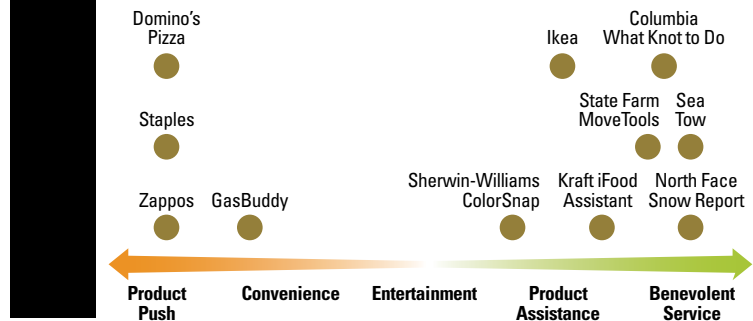 Domino's
Pizza
Ikea
Columbia
What Knot to Do
Staples
State Farm
MoveTools
Sea
Tow
Zappos
GasBuddy
Sherwin-Williams
ColorSnap
Kraft iFood
Assistant
North Face
Snow Report
Product
Push
Convenience
Entertainment
Product
Assistance
Benevolent
Service